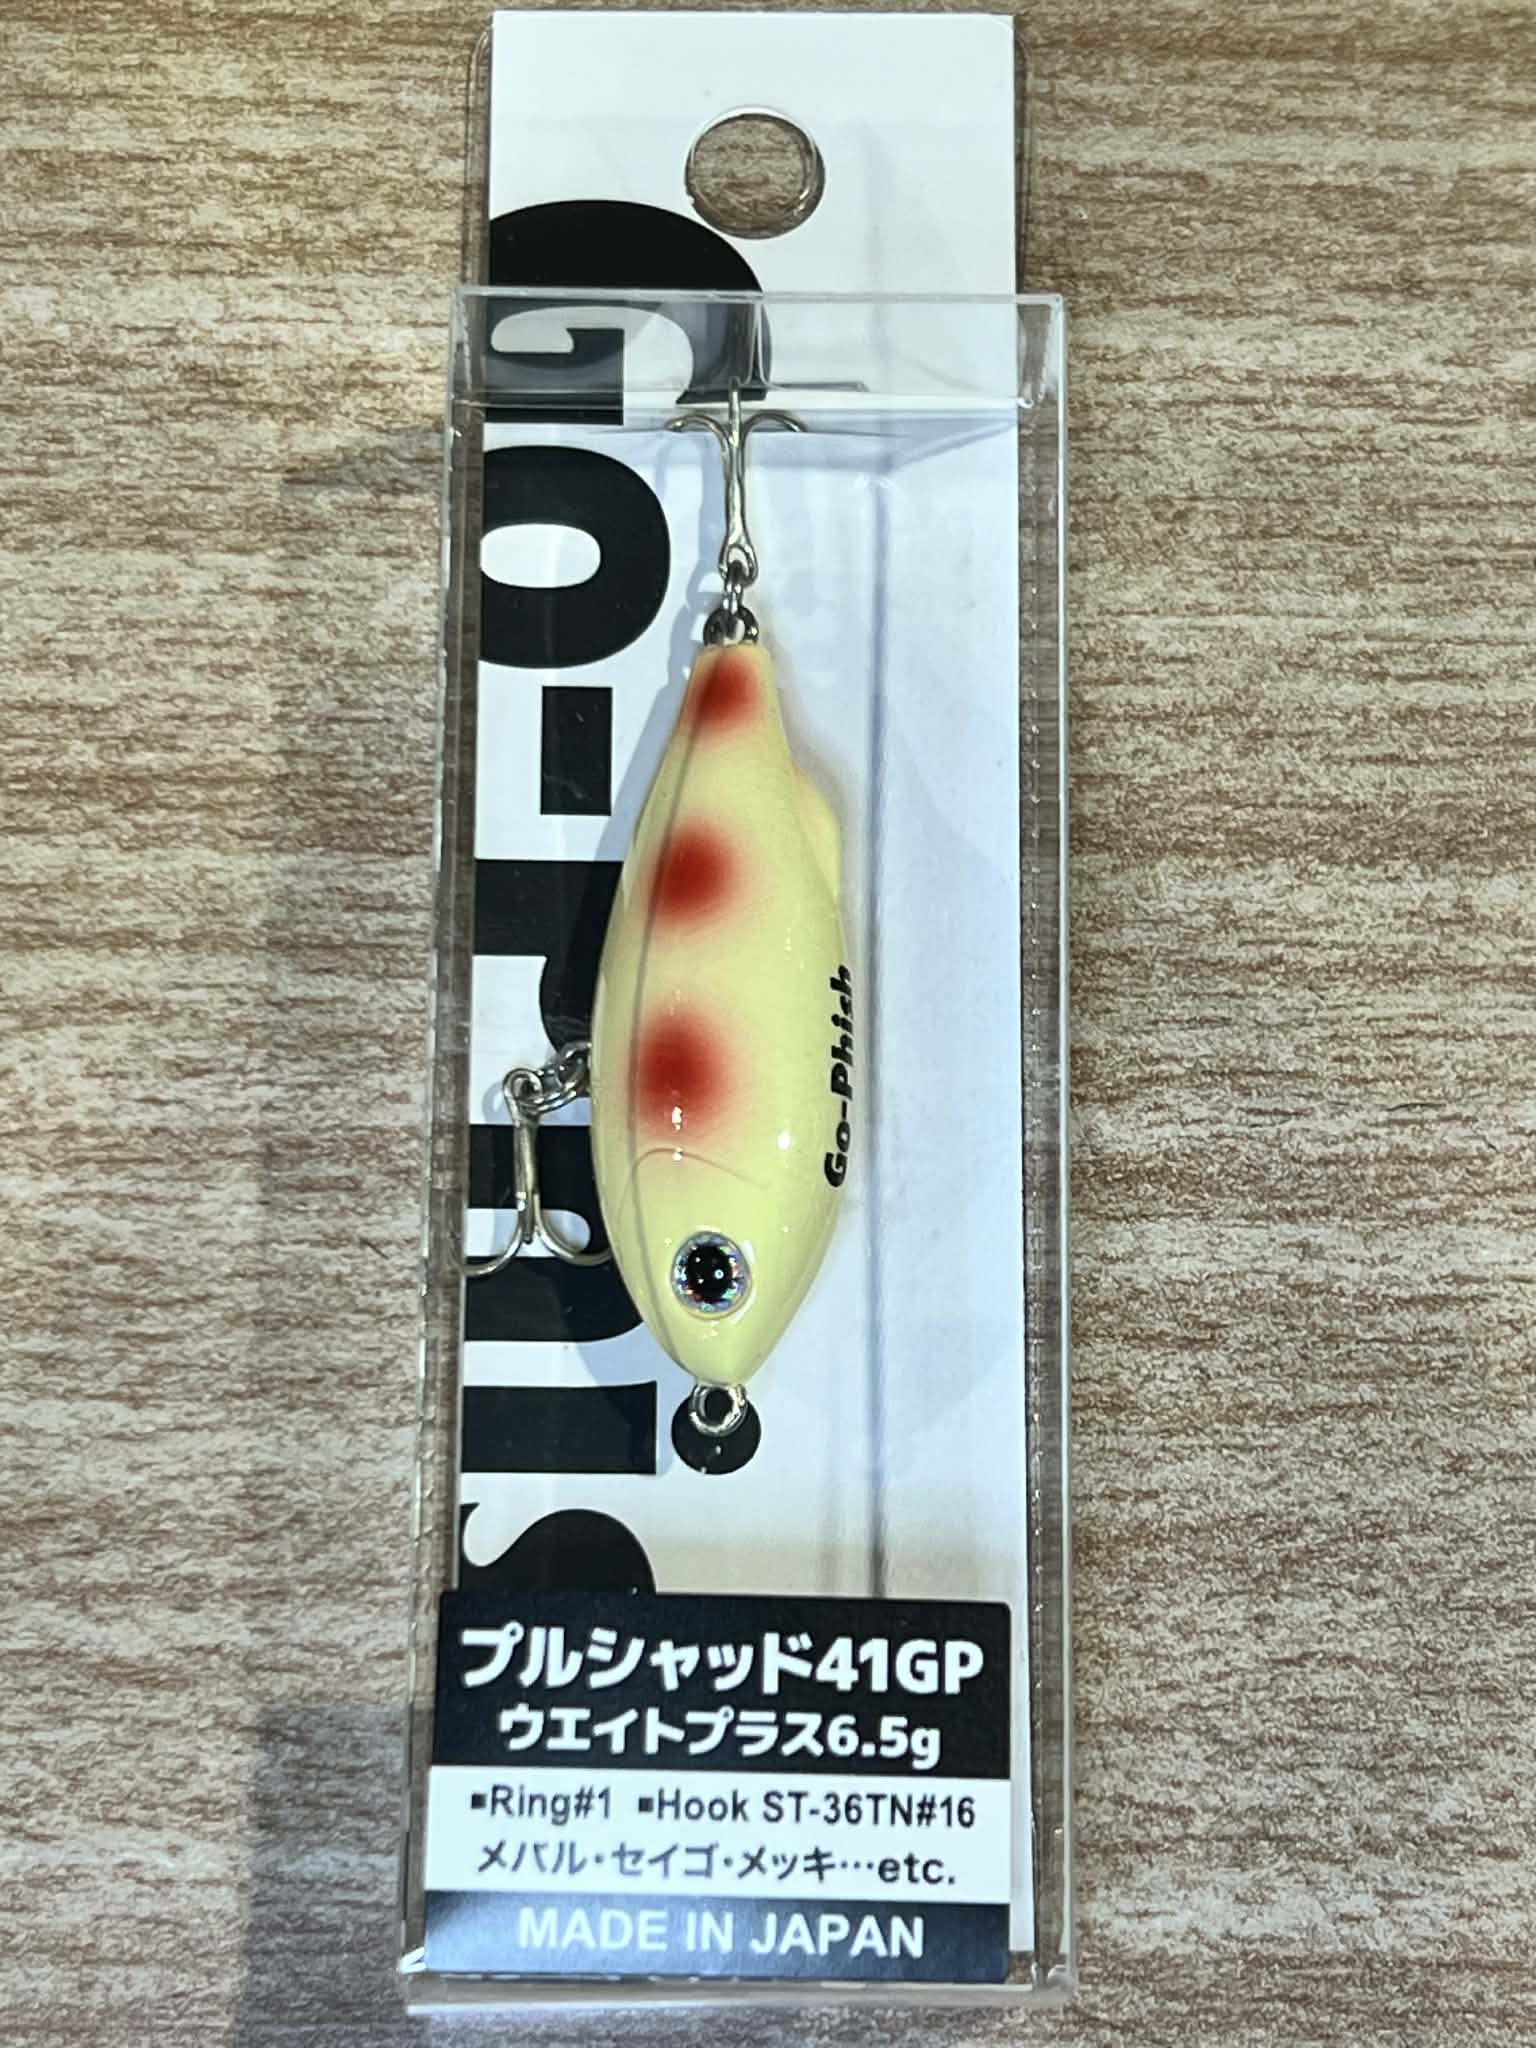 Go-Phish
Go-Phish
プルシャッド41GP
ウエイトプラス6.5g
■Ring#1 ■Hook ST-36TN#16
メバル・セイゴ・メッキ…etc.
MADE IN JAPAN